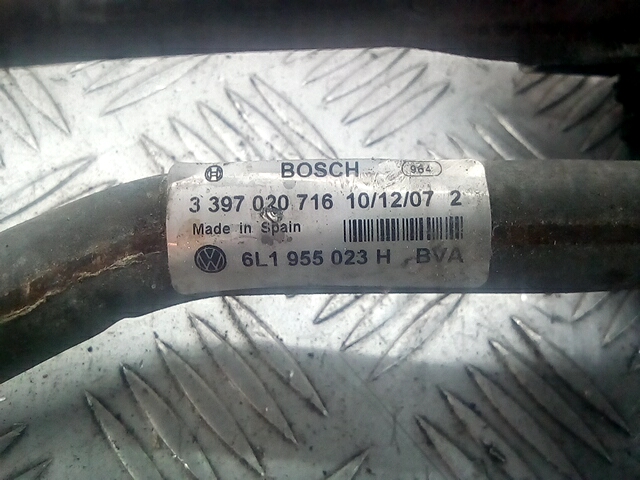 BOSCH 964
3 397 020 716 10/12/07 2
Made in Spain
6L1 955 023 H BVA